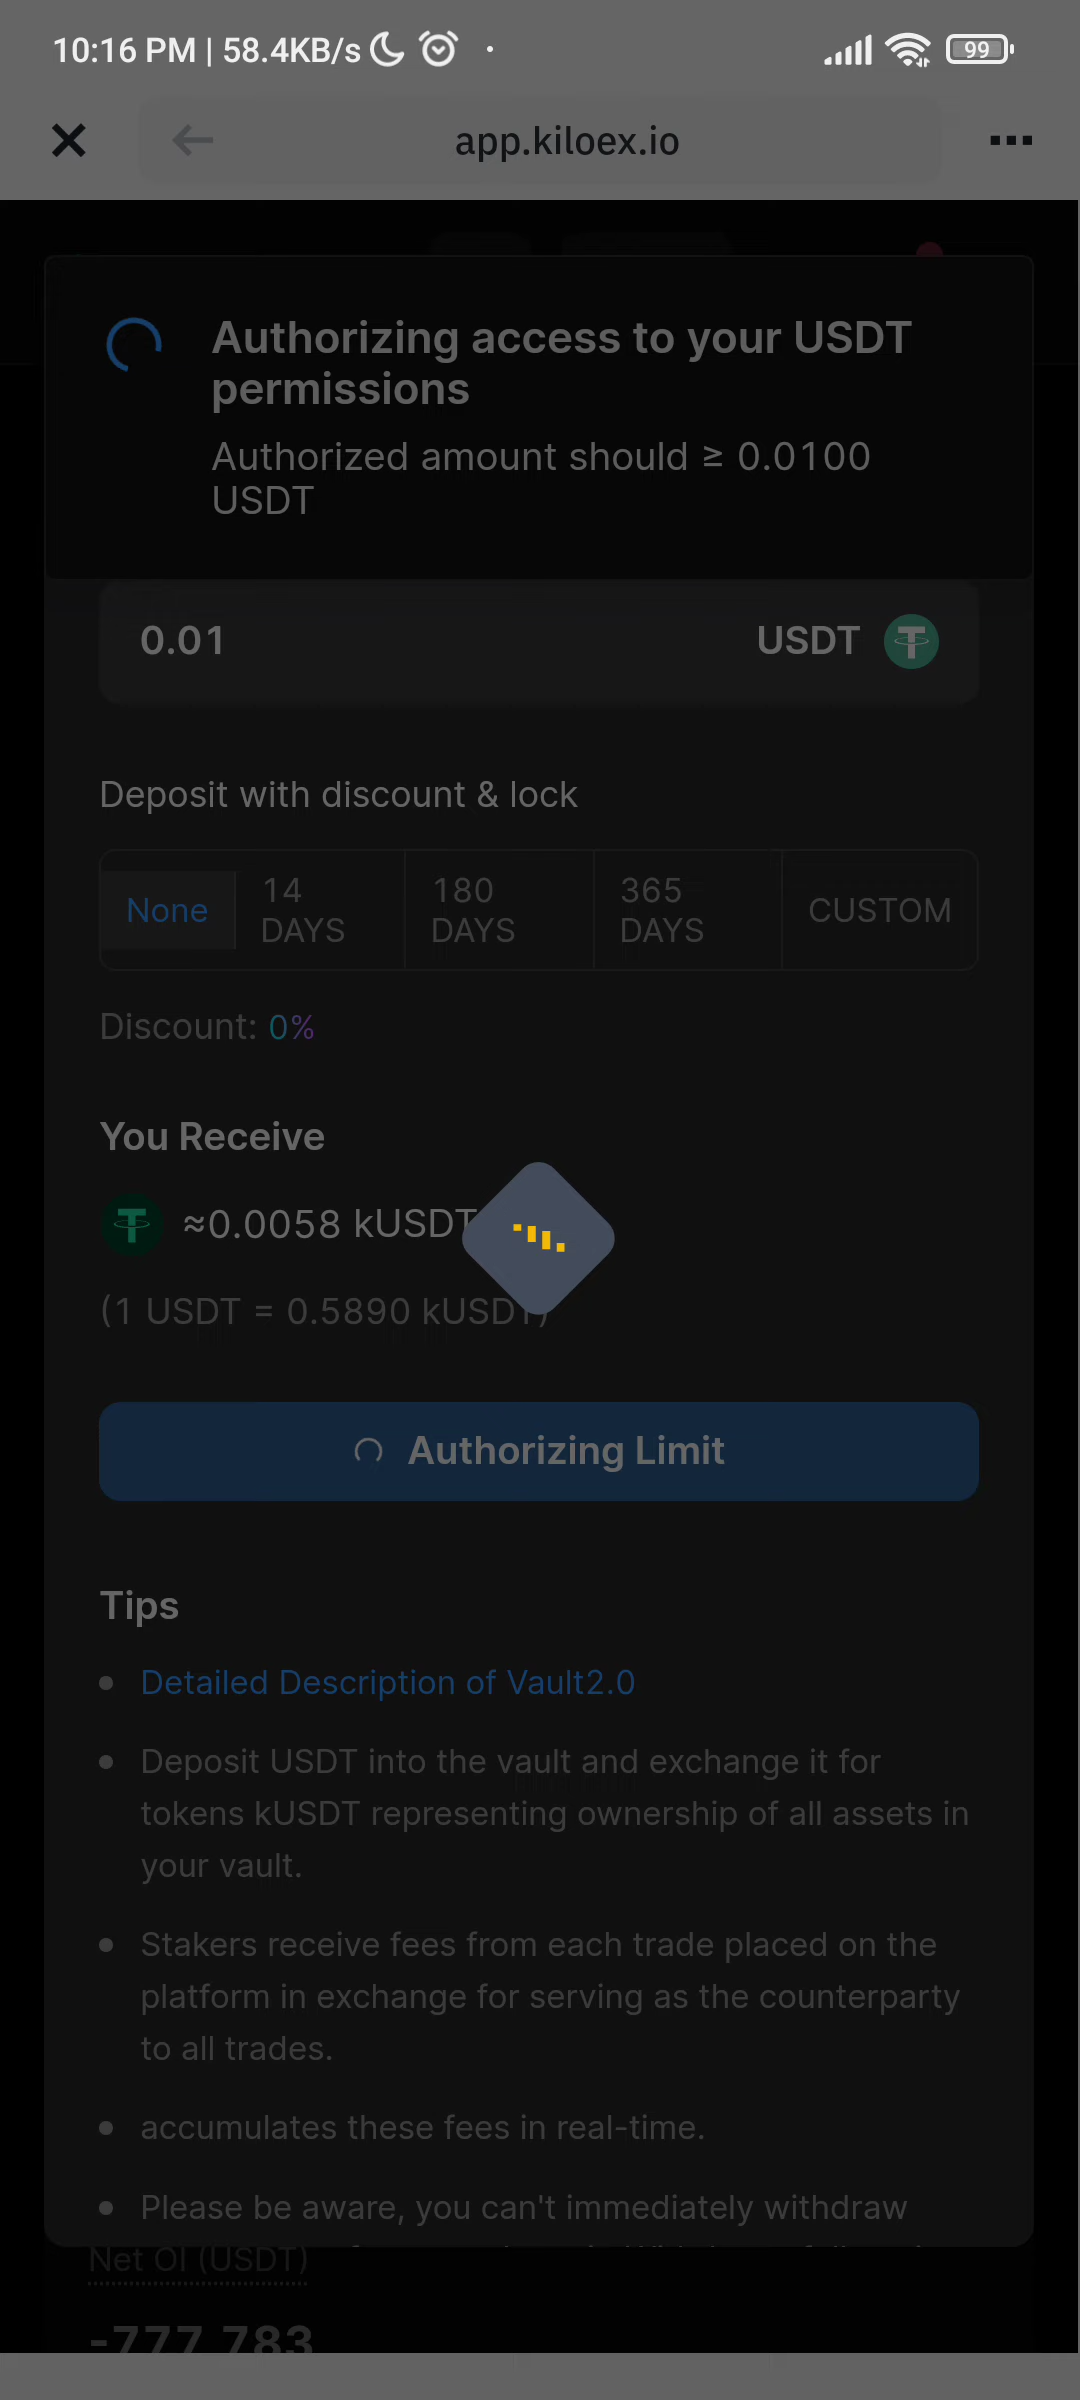 10:16 PM | 58.4KB/s
99
app.kiloex.io
Authorizing access to your USDT
permissions
Authorized amount should ≥ 0.0100
USDT
0.01 USDT
Deposit with discount & lock
None 14 DAYS 180 DAYS 365 DAYS CUSTOM
Discount: 0%
You Receive
≈0.0058 kUSDT
(1 USDT = 0.5890 kUSDT)
Authorizing Limit
Tips
Detailed Description of Vault2.0
Deposit USDT into the vault and exchange it for
tokens kUSDT representing ownership of all assets in
your vault.
Stakers receive fees from each trade placed on the
platform in exchange for serving as the counterparty
to all trades.
accumulates these fees in real-time.
Please be aware, you can't immediately withdraw
Net OI (USDT)
-777,783